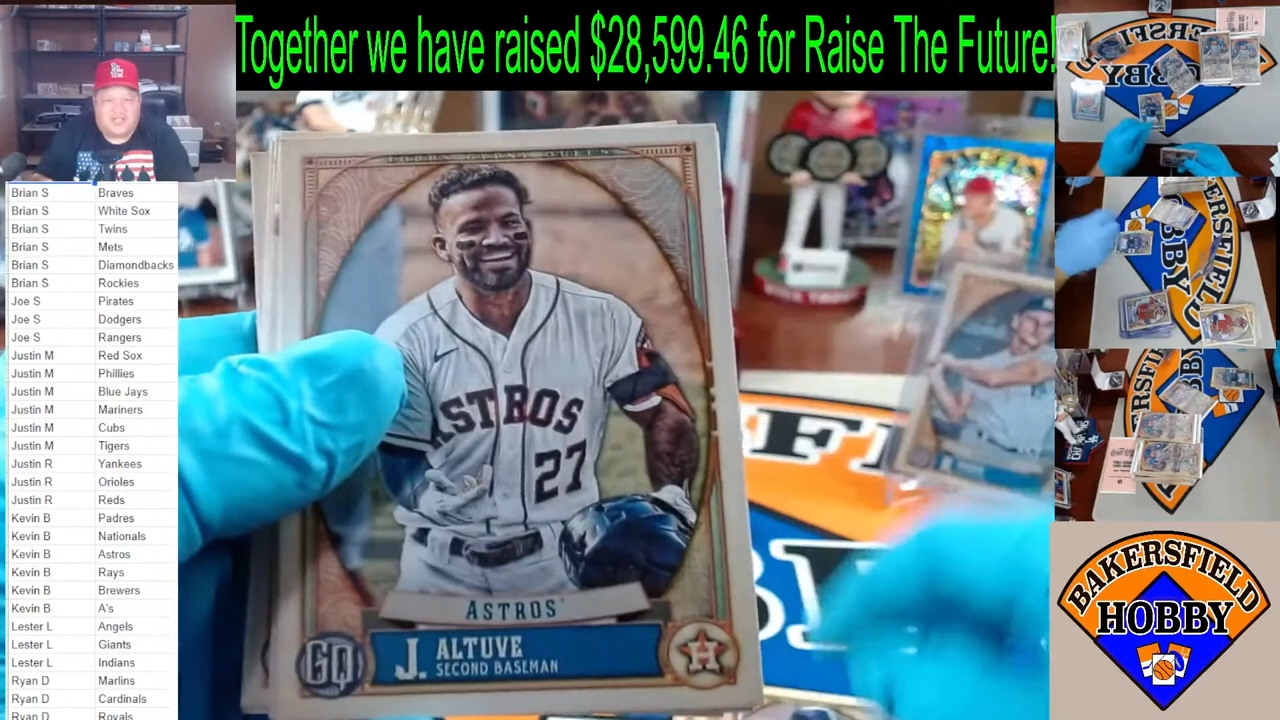 Together we have raised $28,599.46 for Raise The Future!
Brian S Braves
Brian S White Sox
Brian S Twins
Brian S Mets
Brian S Diamondbacks
Brian S Rockies
Joe S Pirates
Joe S Dodgers
Joe S Rangers
Justin M Red Sox
Justin M Phillies
Justin M Blue Jays
Justin M Mariners
Justin M Cubs
Justin M Tigers
Justin R Yankees
Justin R Orioles
Justin R Reds
Kevin B Padres
Kevin B Nationals
Kevin B Astros
Kevin B Rays
Kevin B Brewers
Kevin B A's
Lester L Angels
Lester L Giants
Lester L Indians
Ryan D Marlins
Ryan D Cardinals
Ryan D Royals
TOPPS GYPSY QUEEN
ASTROS
27
ASTROS
GQ
J. ALTUVE
SECOND BASEMAN
H
BAKERSFIELD
HOBBY